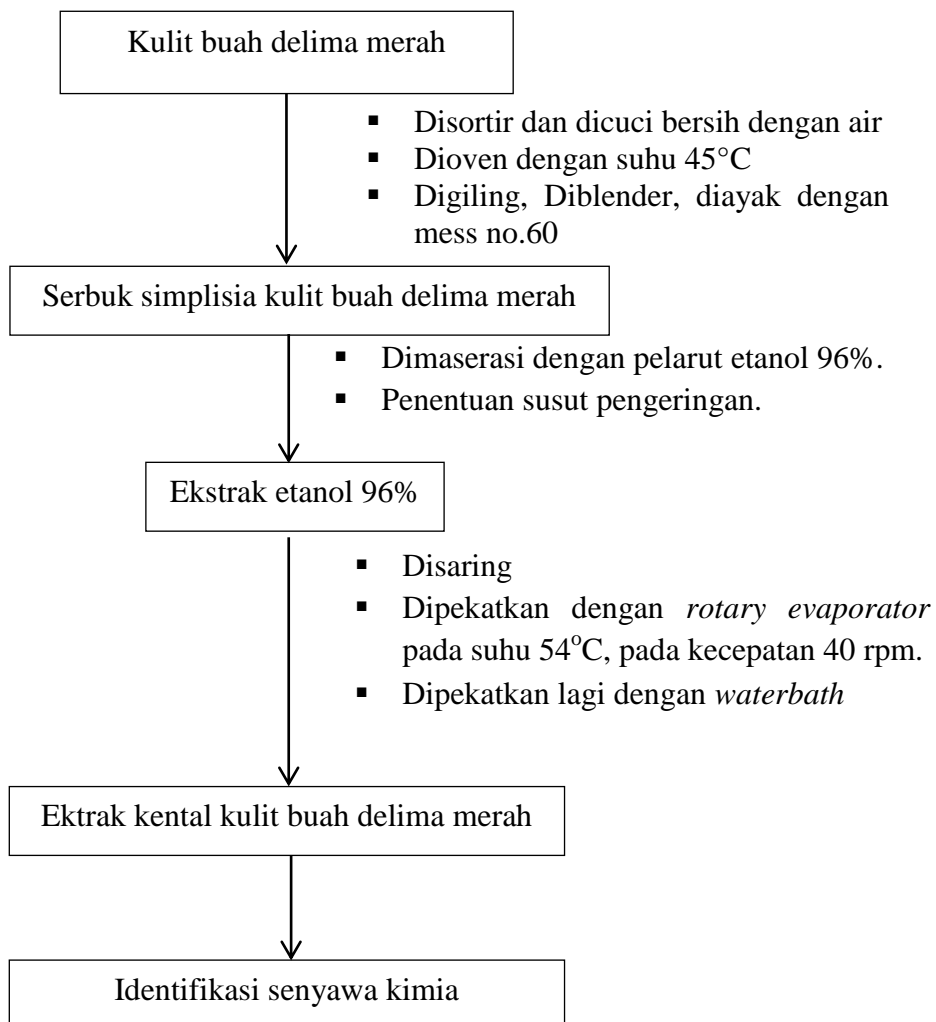 Kulit buah delima merah
▪ Disortir dan dicuci bersih dengan air
▪ Dioven dengan suhu 45°C
▪ Digiling, Diblender, diayak dengan
mess no.60
Serbuk simplisia kulit buah delima merah
▪ Dimaserasi dengan pelarut etanol 96%.
▪ Penentuan susut pengeringan.
Ekstrak etanol 96%
▪ Disaring
▪ Dipekatkan dengan rotary evaporator
pada suhu 54°C, pada kecepatan 40 rpm.
▪ Dipekatkan lagi dengan waterbath
Ektrak kental kulit buah delima merah
Identifikasi senyawa kimia